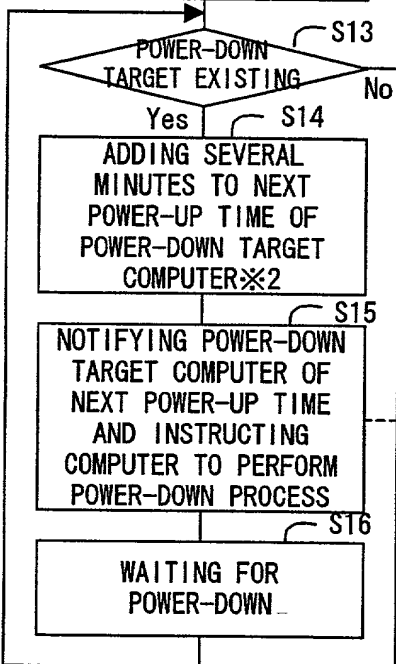 S13
POWER-DOWN
TARGET EXISTING
No
Yes
S14
ADDING SEVERAL
MINUTES TO NEXT
POWER-UP TIME OF
POWER-DOWN TARGET
COMPUTER※2
S15
NOTIFYING POWER-DOWN
TARGET COMPUTER OF
NEXT POWER-UP TIME
AND INSTRUCTING
COMPUTER TO PERFORM
POWER-DOWN PROCESS
S16
WAITING FOR
POWER-DOWN